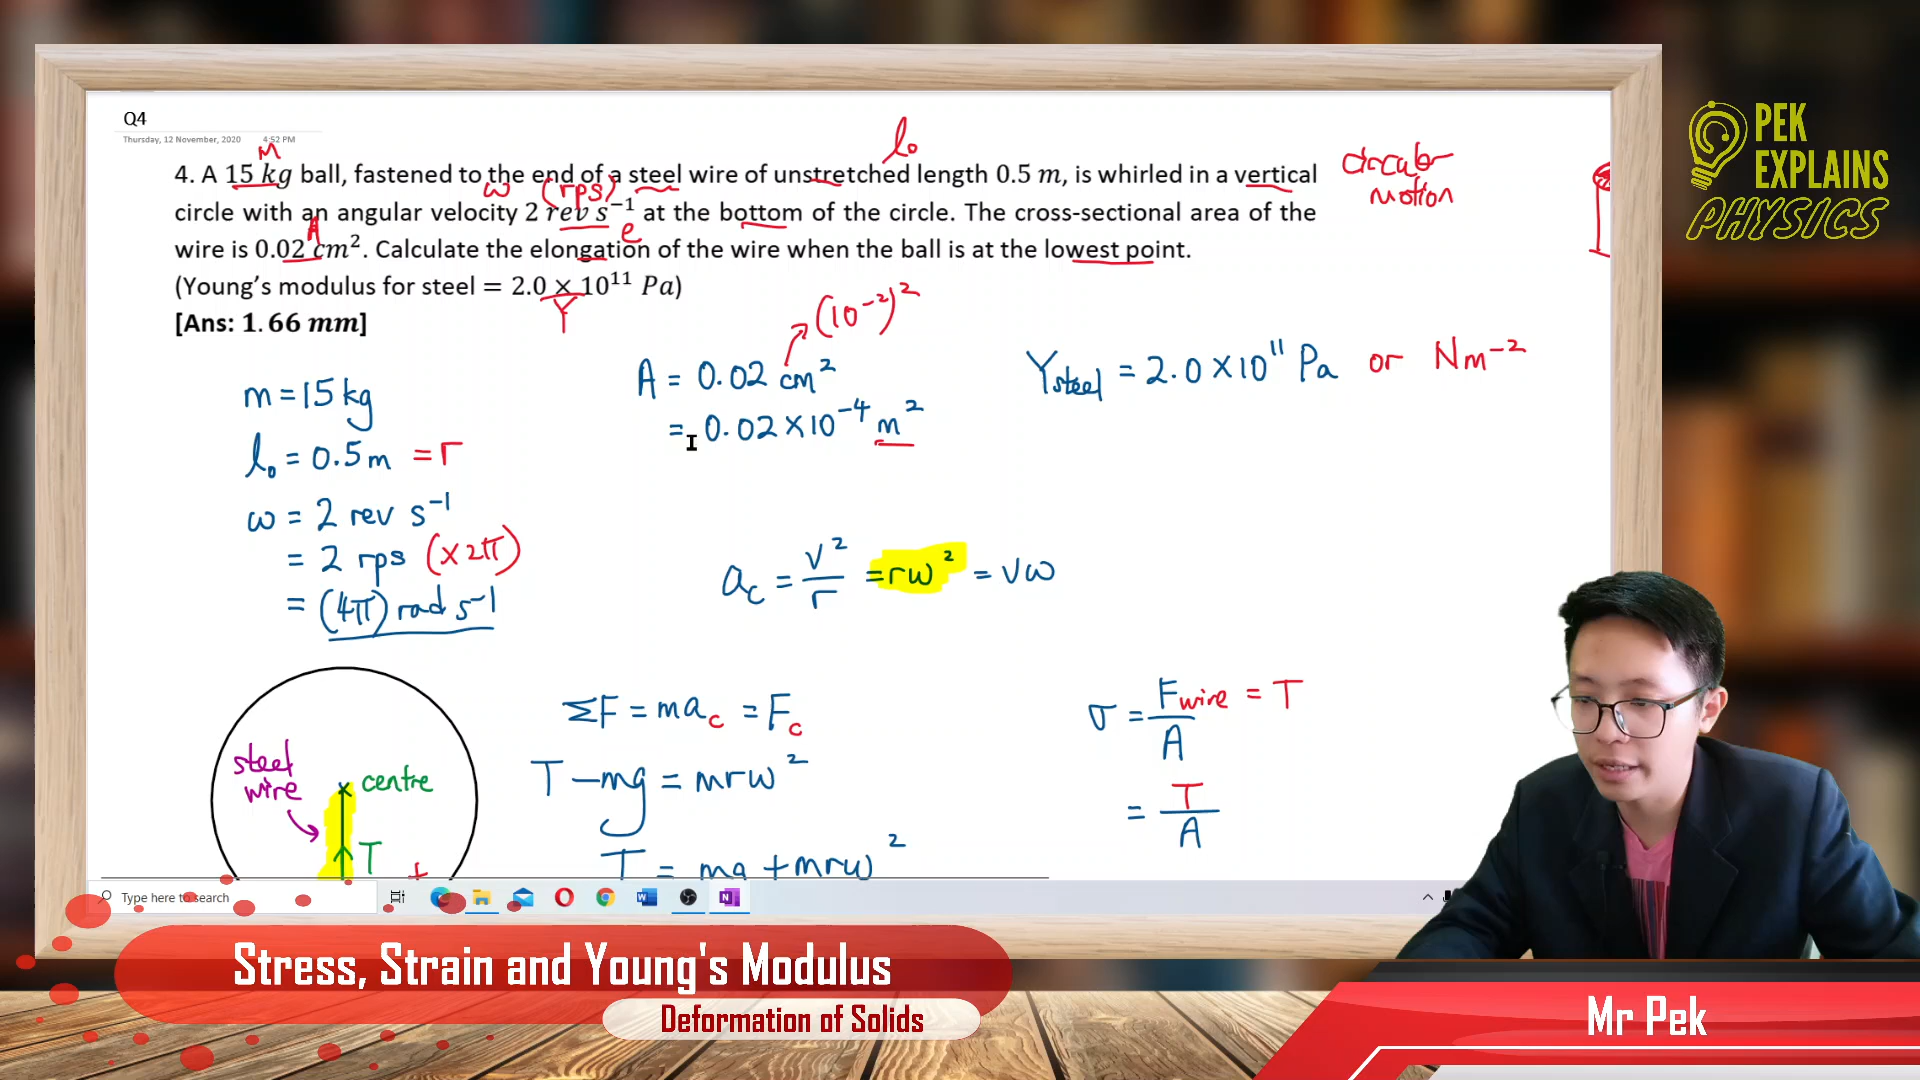 Q4
Thursday, 12 November, 2020 4:52 PM
M
l₀
4. A 15 kg ball, fastened to the end of a steel wire of unstretched length 0.5 m, is whirled in a vertical
circular motion
ω (rps)
circle with an angular velocity 2 rev s⁻¹ at the bottom of the circle. The cross-sectional area of the
A
e
wire is 0.02 cm². Calculate the elongation of the wire when the ball is at the lowest point.
(Young's modulus for steel = 2.0 × 10¹¹ Pa)
Y
[Ans: 1.66 mm]
m = 15 kg
l₀ = 0.5 m = r
ω = 2 rev s⁻¹
= 2 rps (×2π)
= (4π) rad s⁻¹
(10⁻²)²
A = 0.02 cm²
= 0.02 × 10⁻⁴ m²
Ysteel = 2.0 × 10¹¹ Pa or Nm⁻²
ac = v²/r = rω² = vω
steel wire
centre
T
+
ΣF = mac = Fc
T − mg = mrω²
T = mg + mrω²
σ = Fwire/A = T
= T/A
PEK
EXPLAINS
PHYSICS
Type here to search
Stress, Strain and Young's Modulus
Deformation of Solids
Mr Pek